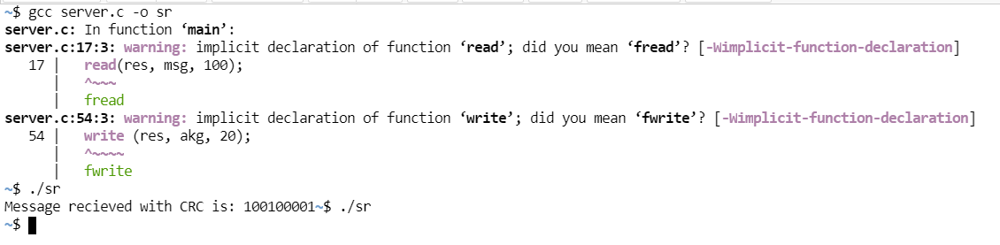 ~$ gcc server.c -o sr
server.c: In function ‘main’:
server.c:17:3: warning: implicit declaration of function ‘read’; did you mean ‘fread’? [-Wimplicit-function-declaration]
   17 |   read(res, msg, 100);
      |   ^~~~
      |   fread
server.c:54:3: warning: implicit declaration of function ‘write’; did you mean ‘fwrite’? [-Wimplicit-function-declaration]
   54 |   write (res, akg, 20);
      |   ^~~~~
      |   fwrite
~$ ./sr
Message recieved with CRC is: 100100001~$ ./sr
~$